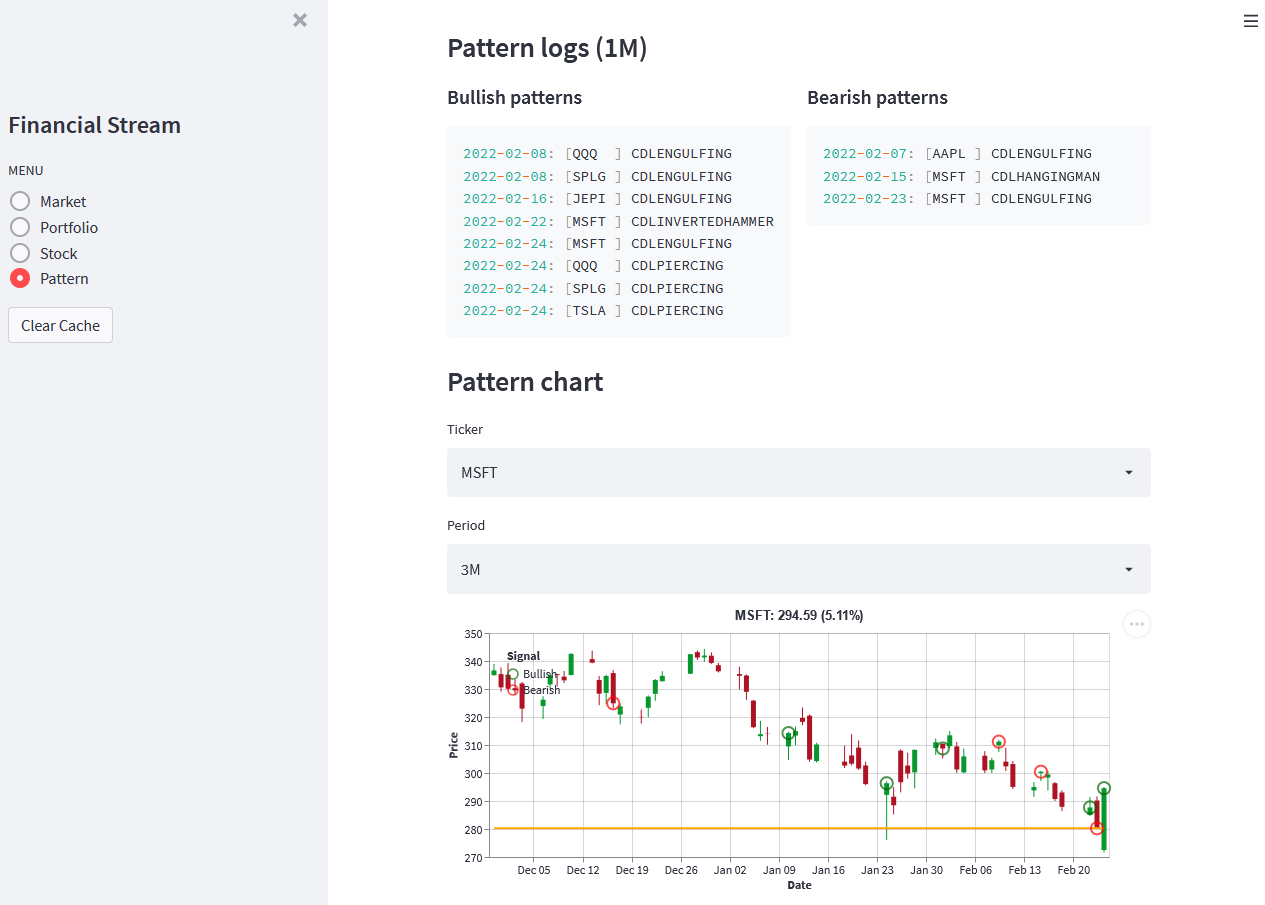 Financial Stream
MENU
Market
Portfolio
Stock
Pattern
Clear Cache
Pattern logs (1M)
Bullish patterns
2022-02-08: [QQQ  ] CDLENGULFING
2022-02-08: [SPLG ] CDLENGULFING
2022-02-16: [JEPI ] CDLENGULFING
2022-02-22: [MSFT ] CDLINVERTEDHAMMER
2022-02-24: [MSFT ] CDLENGULFING
2022-02-24: [QQQ  ] CDLPIERCING
2022-02-24: [SPLG ] CDLPIERCING
2022-02-24: [TSLA ] CDLPIERCING
Bearish patterns
2022-02-07: [AAPL ] CDLENGULFING
2022-02-15: [MSFT ] CDLHANGINGMAN
2022-02-23: [MSFT ] CDLENGULFING
Pattern chart
Ticker
MSFT
Period
3M
MSFT: 294.59 (5.11%)
Signal
Bullish
Bearish
Price
350
340
330
320
310
300
290
280
270
Dec 05 Dec 12 Dec 19 Dec 26 Jan 02 Jan 09 Jan 16 Jan 23 Jan 30 Feb 06 Feb 13 Feb 20
Date